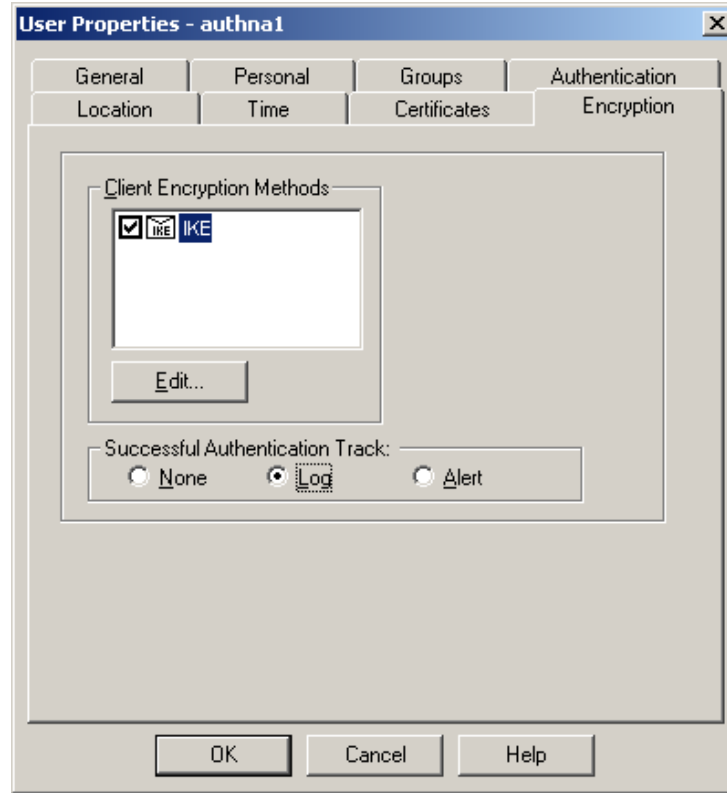 User Properties - authna1
General Personal Groups Authentication
Location Time Certificates Encryption
Client Encryption Methods
IKE IKE
Edit...
Successful Authentication Track:
None Log Alert
OK Cancel Help